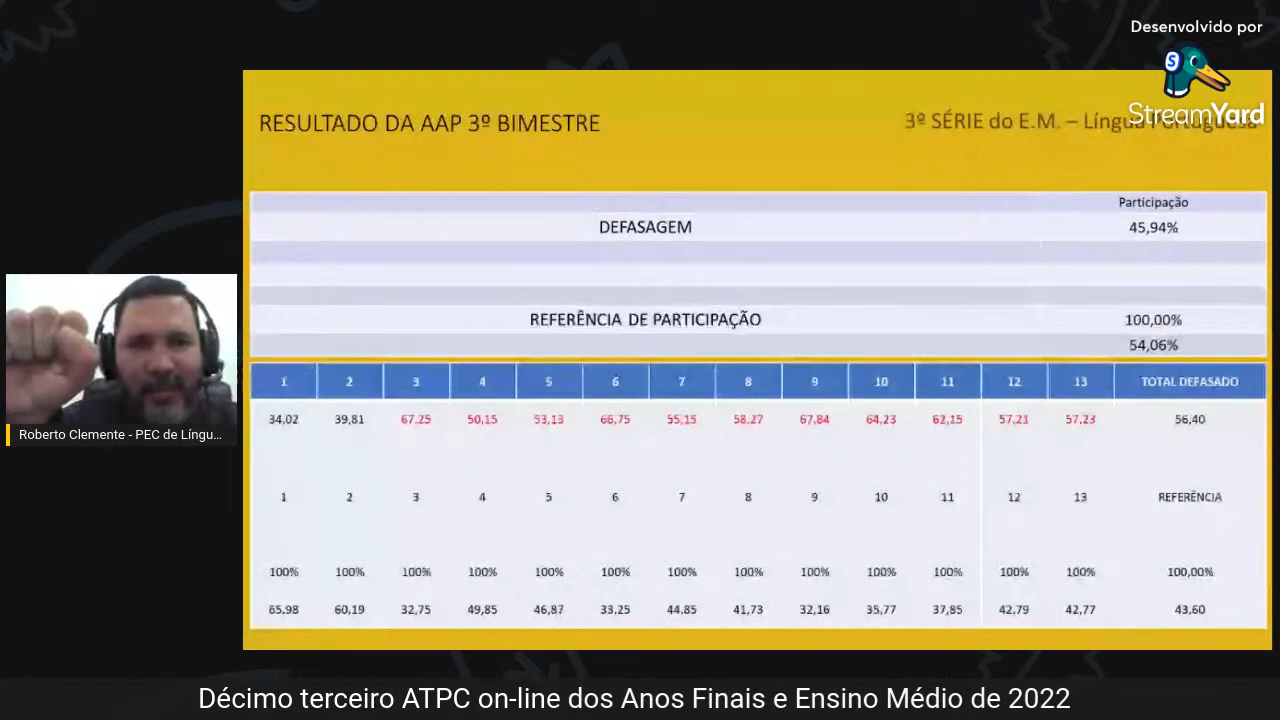 Desenvolvido por
StreamYard
RESULTADO DA AAP 3º BIMESTRE
3º SÉRIE do E.M. – Língua Portuguesa
Participação
DEFASAGEM 45,94%
REFERÊNCIA DE PARTICIPAÇÃO 100,00%
54,06%
1 2 3 4 5 6 7 8 9 10 11 12 13 TOTAL DEFASADO
34,02 39,81 67,25 50,15 53,13 66,75 55,15 58,27 67,84 64,23 62,15 57,21 57,23 56,40
1 2 3 4 5 6 7 8 9 10 11 12 13 REFERÊNCIA
100% 100% 100% 100% 100% 100% 100% 100% 100% 100% 100% 100% 100% 100,00%
65,98 60,19 32,75 49,85 46,87 33,25 44,85 41,73 32,16 35,77 37,85 42,79 42,77 43,60
Roberto Clemente - PEC de Língu...
Décimo terceiro ATPC on-line dos Anos Finais e Ensino Médio de 2022